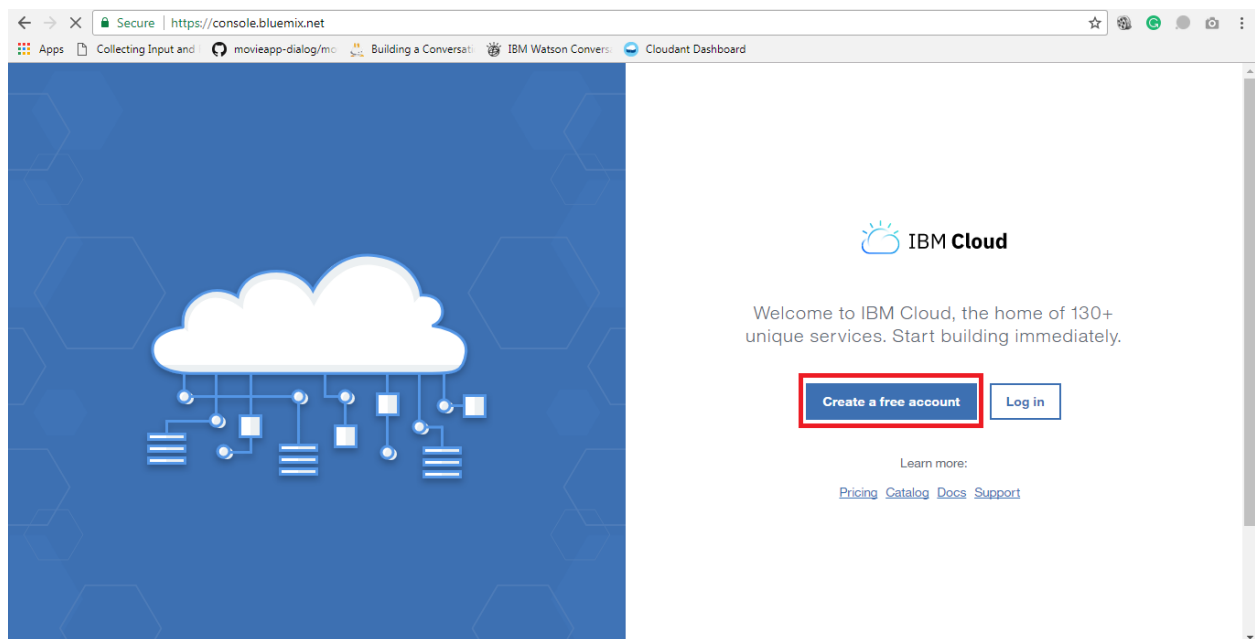 Secure | https://console.bluemix.net
Apps Collecting Input and movieapp-dialog/mo Building a Conversati IBM Watson Convers Cloudant Dashboard
IBM Cloud
Welcome to IBM Cloud, the home of 130+
unique services. Start building immediately.
Create a free account Log in
Learn more:
Pricing Catalog Docs Support